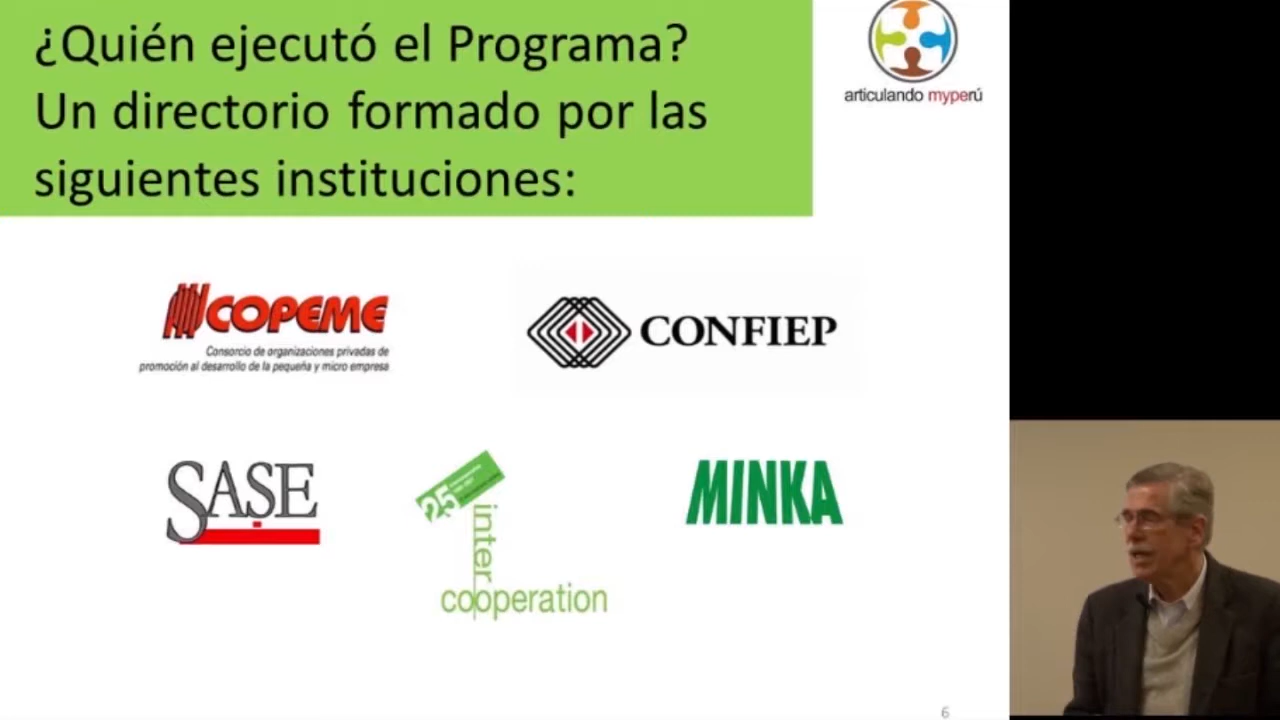 ¿Quién ejecutó el Programa?
Un directorio formado por las
siguientes instituciones:
articulando myperú
COPEME
Consorcio de organizaciones privadas de
promoción al desarrollo de la pequeña y micro empresa
CONFIEP
SASE
25
inter
cooperation
MINKA
6